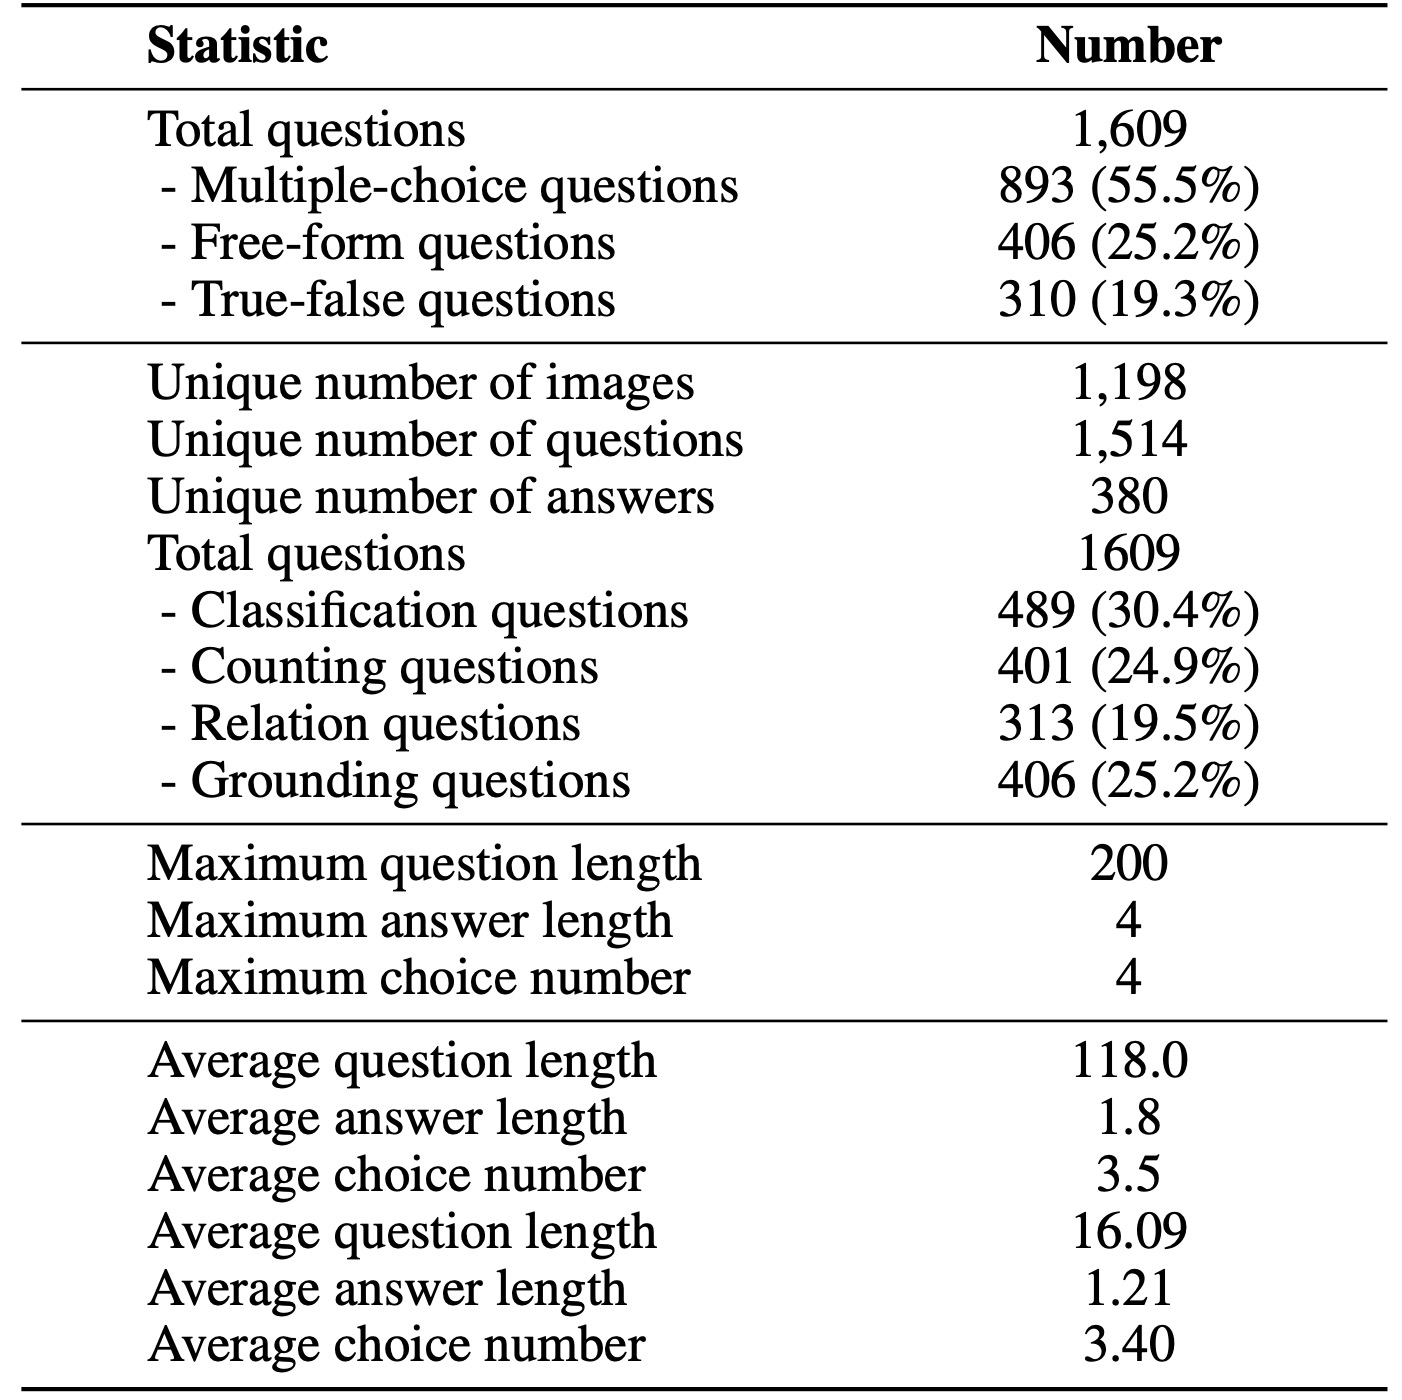 Statistic Number
Total questions 1,609
- Multiple-choice questions 893 (55.5%)
- Free-form questions 406 (25.2%)
- True-false questions 310 (19.3%)
Unique number of images 1,198
Unique number of questions 1,514
Unique number of answers 380
Total questions 1609
- Classification questions 489 (30.4%)
- Counting questions 401 (24.9%)
- Relation questions 313 (19.5%)
- Grounding questions 406 (25.2%)
Maximum question length 200
Maximum answer length 4
Maximum choice number 4
Average question length 118.0
Average answer length 1.8
Average choice number 3.5
Average question length 16.09
Average answer length 1.21
Average choice number 3.40